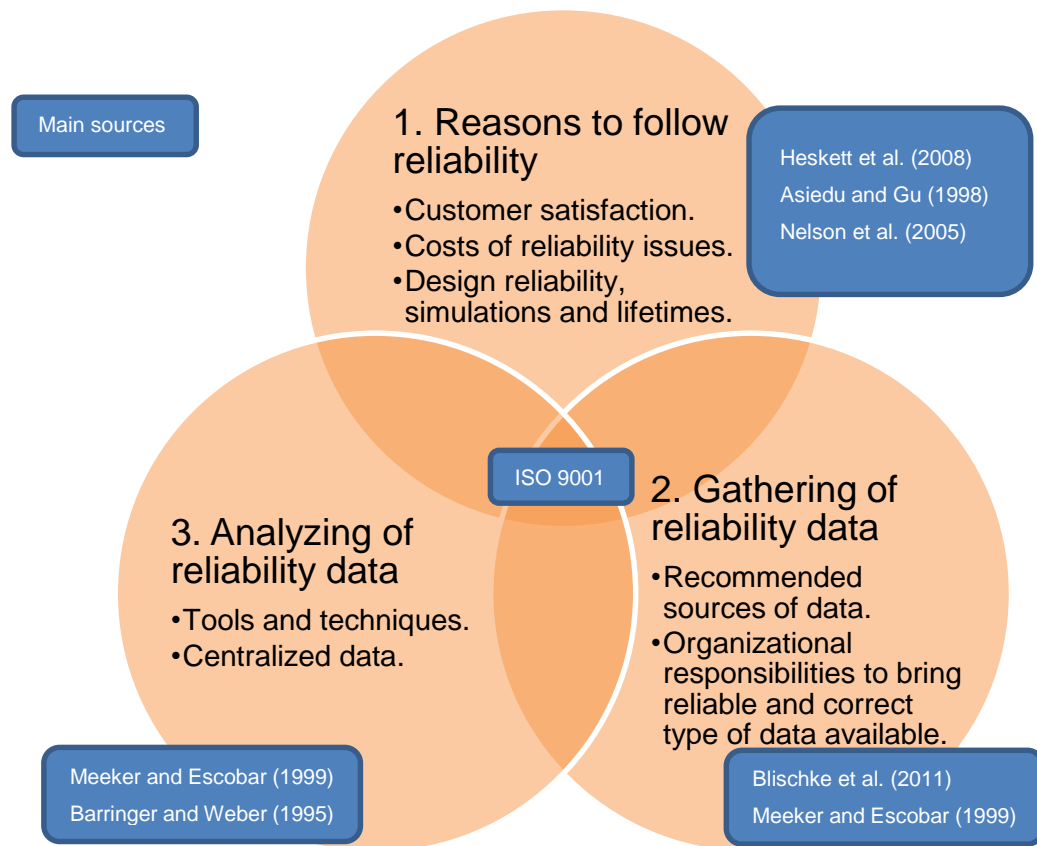 Main sources
1. Reasons to follow
reliability
•Customer satisfaction.
•Costs of reliability issues.
•Design reliability,
simulations and lifetimes.
Heskett et al. (2008)
Asiedu and Gu (1998)
Nelson et al. (2005)
ISO 9001
2. Gathering of
reliability data
•Recommended
sources of data.
•Organizational
responsibilities to bring
reliable and correct
type of data available.
3. Analyzing of
reliability data
•Tools and techniques.
•Centralized data.
Meeker and Escobar (1999)
Barringer and Weber (1995)
Blischke et al. (2011)
Meeker and Escobar (1999)